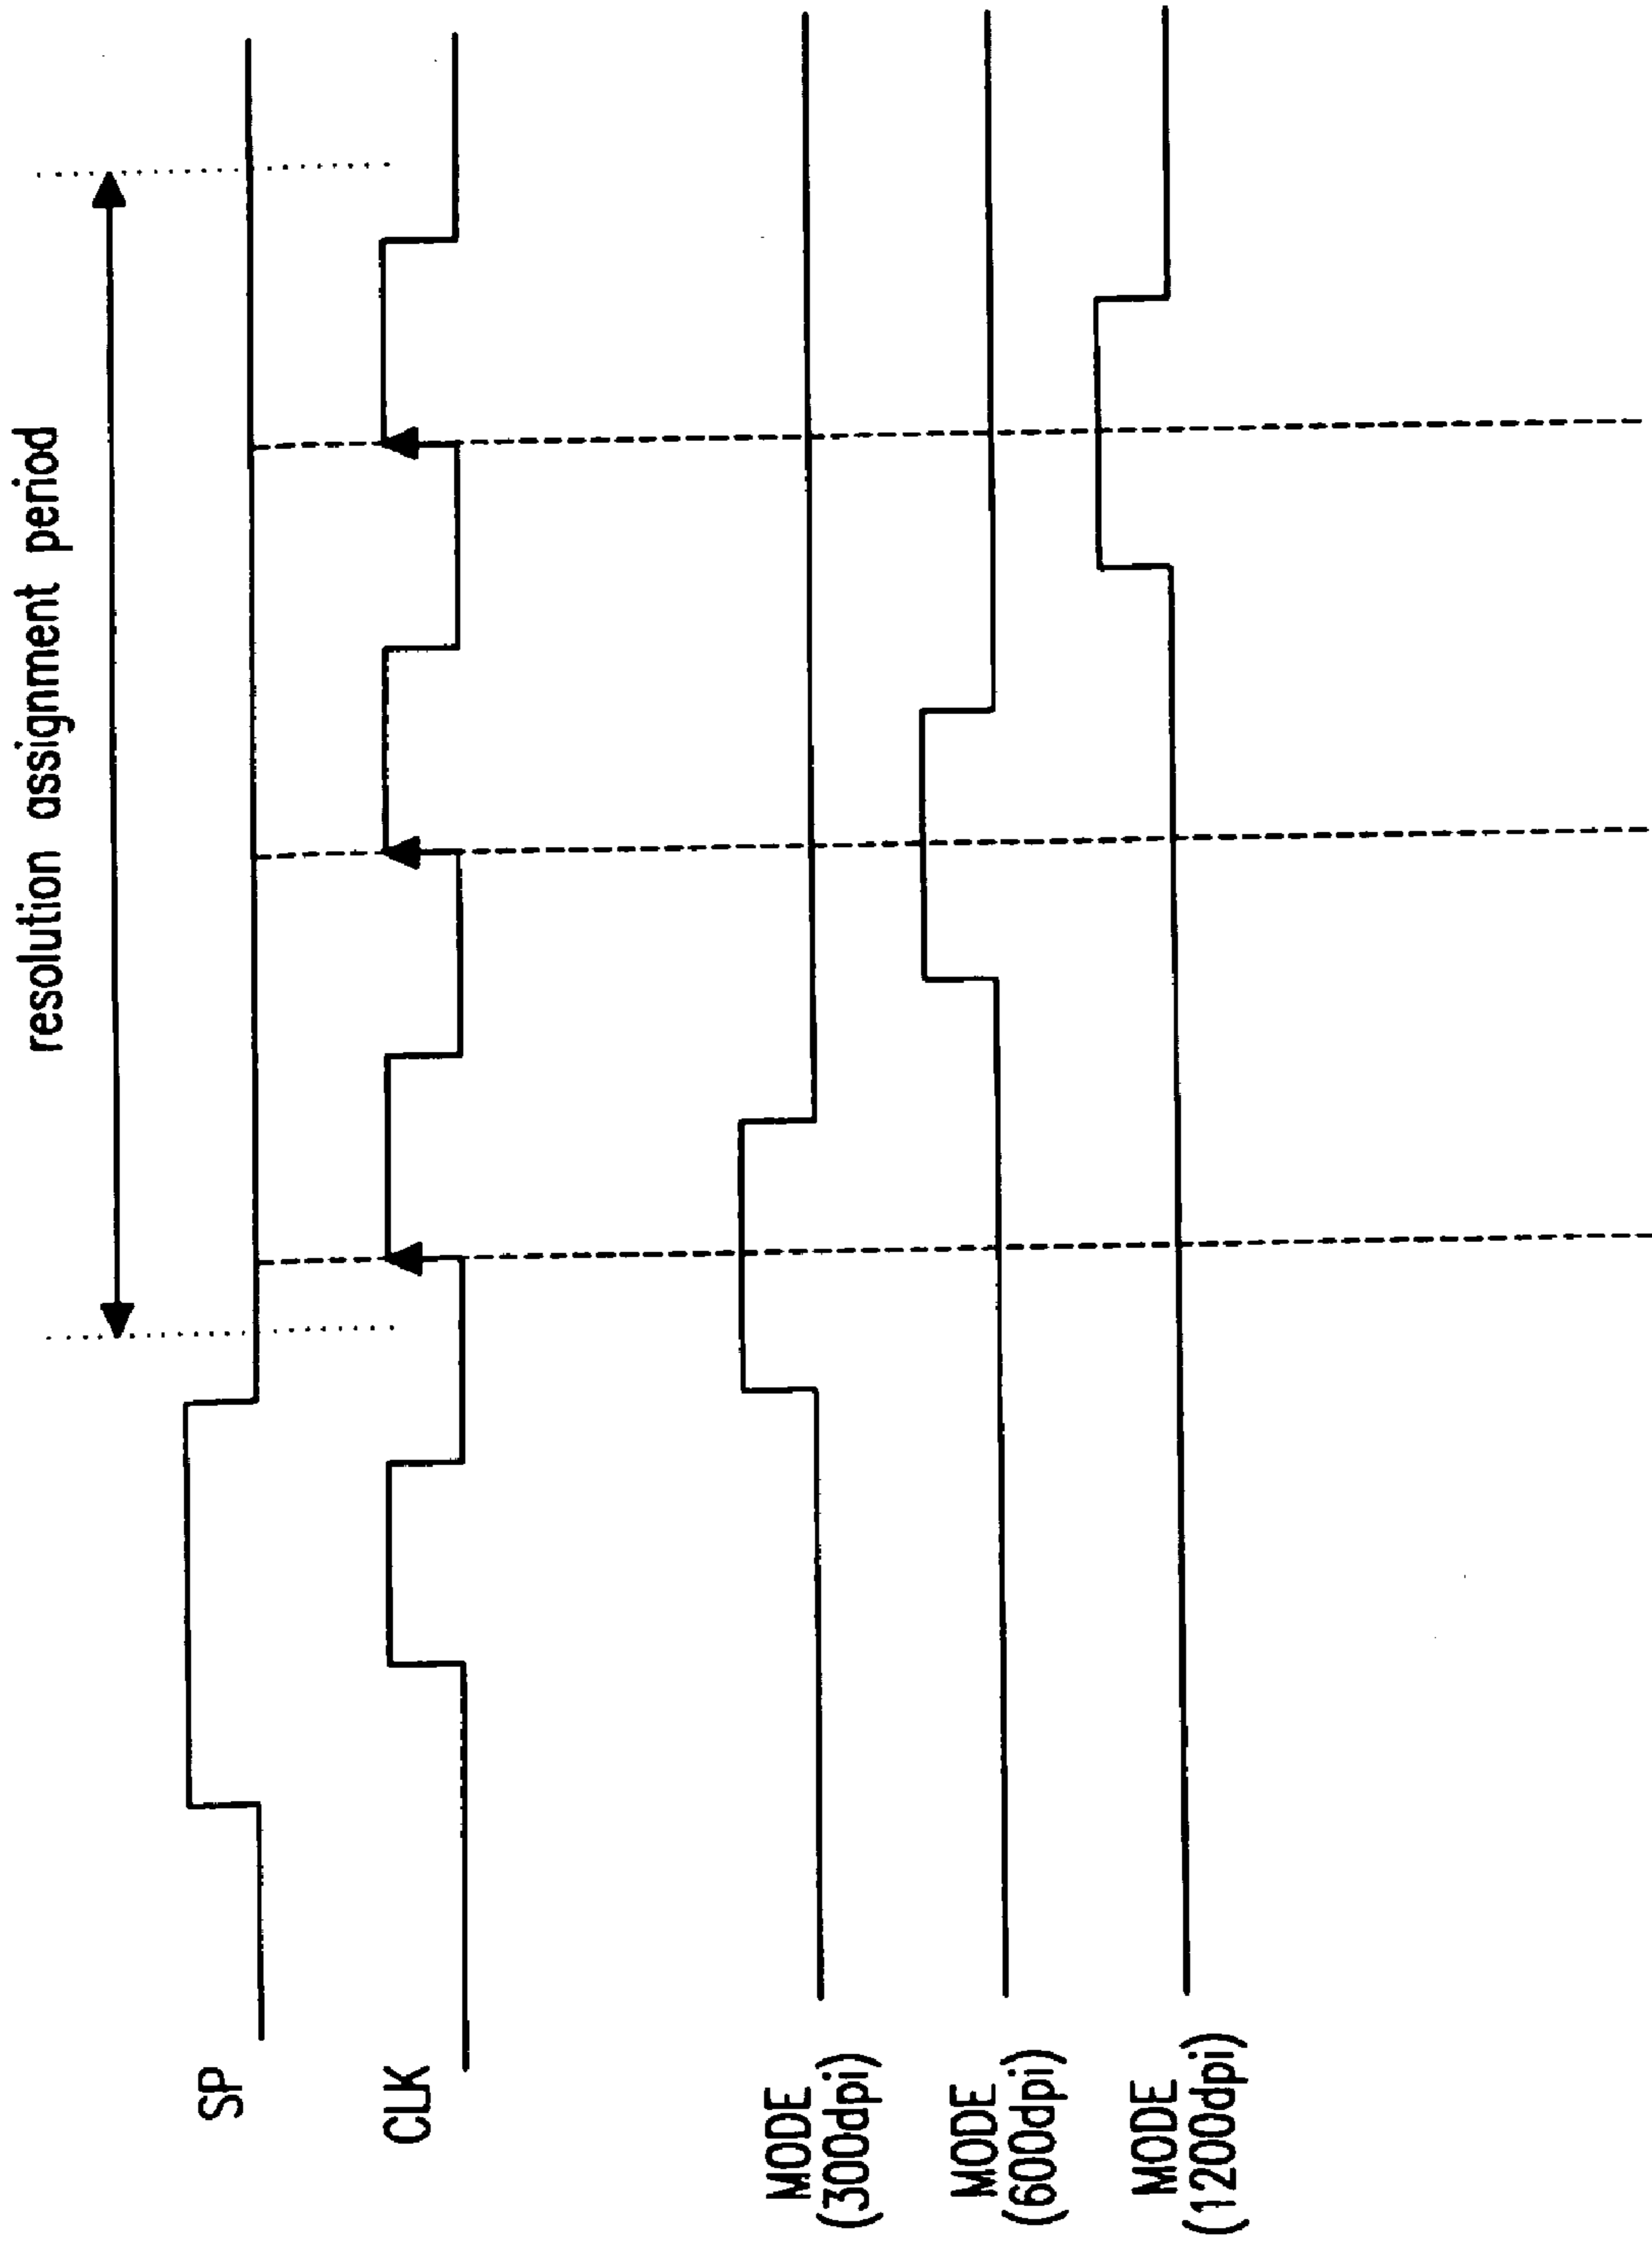 resolution assignment period
SP
CLK
MODE
(300dpi)
MODE
(600dpi)
MODE
(1200dpi)